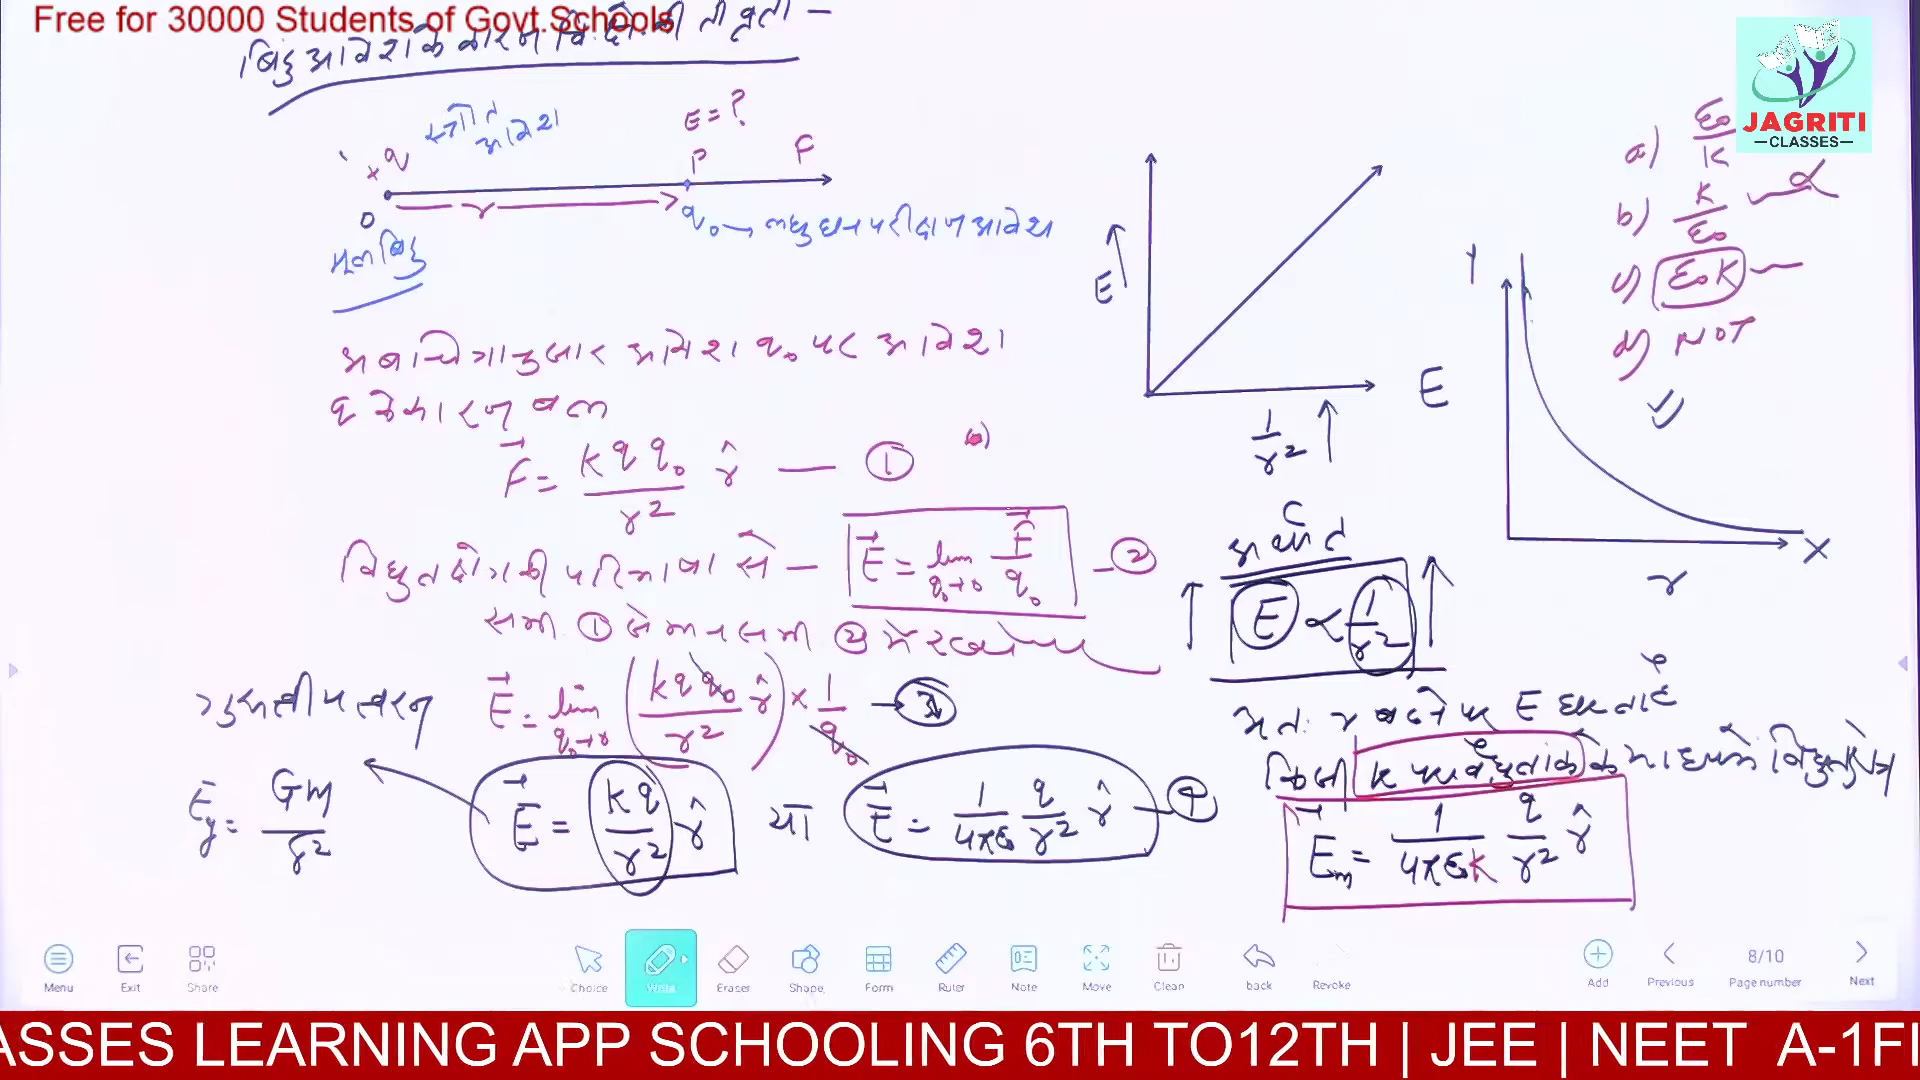 Free for 30000 Students of Govt.Schools
बिंदु आवेश के कारण वि. क्षे. की तीव्रता –
स्त्रोत
आवेश
E = ?
q
P
F
O
r
q₀ → लघु धन परीक्षण आवेश
मूल बिंदु
आवेश q₀ पर आवेश
q के कारण बल
F⃗ = k q q₀ / r² r̂ — ①
विद्युत क्षेत्र की परिभाषा से – E⃗ = lim q₀→0 F⃗ / q₀ – ②
समी ① से मान समी ② में रखने पर
E⃗ = lim q₀→0 (k q q₀ / r² r̂) × 1 / q₀ – ③
E⃗ = kq / r² r̂ या E⃗ = 1 / 4πε₀ q / r² r̂ – ④
गुरुत्वीय त्वरण
Eg = Gm / r²
E ↑
1 / r² ↑
अर्थात
↑ E ∝ 1 / r² ↑
अतः r बढ़ने पर E घटता है
किसी k परावैद्युतांक के माध्यम में विद्युत क्षेत्र
E⃗m = 1 / 4πε₀k q / r² r̂
a) ε₀ / K
b) K / ε₀
c) ε₀K
d) NOT
Y
E
X
r
JAGRITI
—CLASSES—
Menu
Exit
Share
Choice
Write
Eraser
Shape
Form
Ruler
Note
Move
Clean
back
Revoke
Add
Previous
8/10
Page number
Next
ASSES LEARNING APP SCHOOLING 6TH TO12TH | JEE | NEET A-1FI